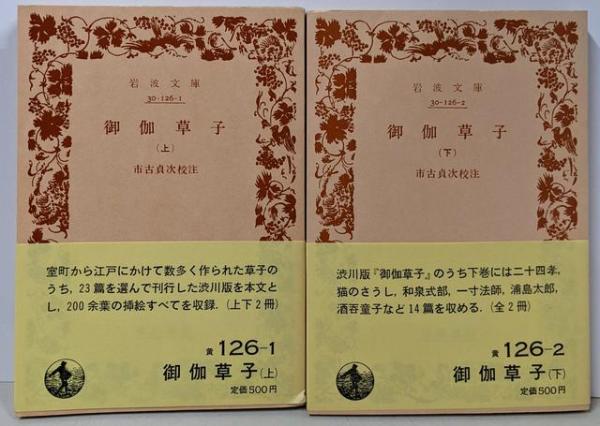 岩波文庫
30-126-1
御伽草子
(上)
市古貞次校注
室町から江戸にかけて数多く作られた草子の
うち，23篇を選んで刊行した渋川版を本文と
し，200余葉の挿絵すべてを収録．(上下2冊)
黄 126-1
御伽草子(上)
定価500円
岩波文庫
30-126-2
御伽草子
(下)
市古貞次校注
渋川版『御伽草子』のうち下巻には二十四孝，
猫のさうし，和泉式部，一寸法師，浦島太郎，
酒呑童子など14篇を収める．(全2冊)
黄 126-2
御伽草子(下)
定価500円